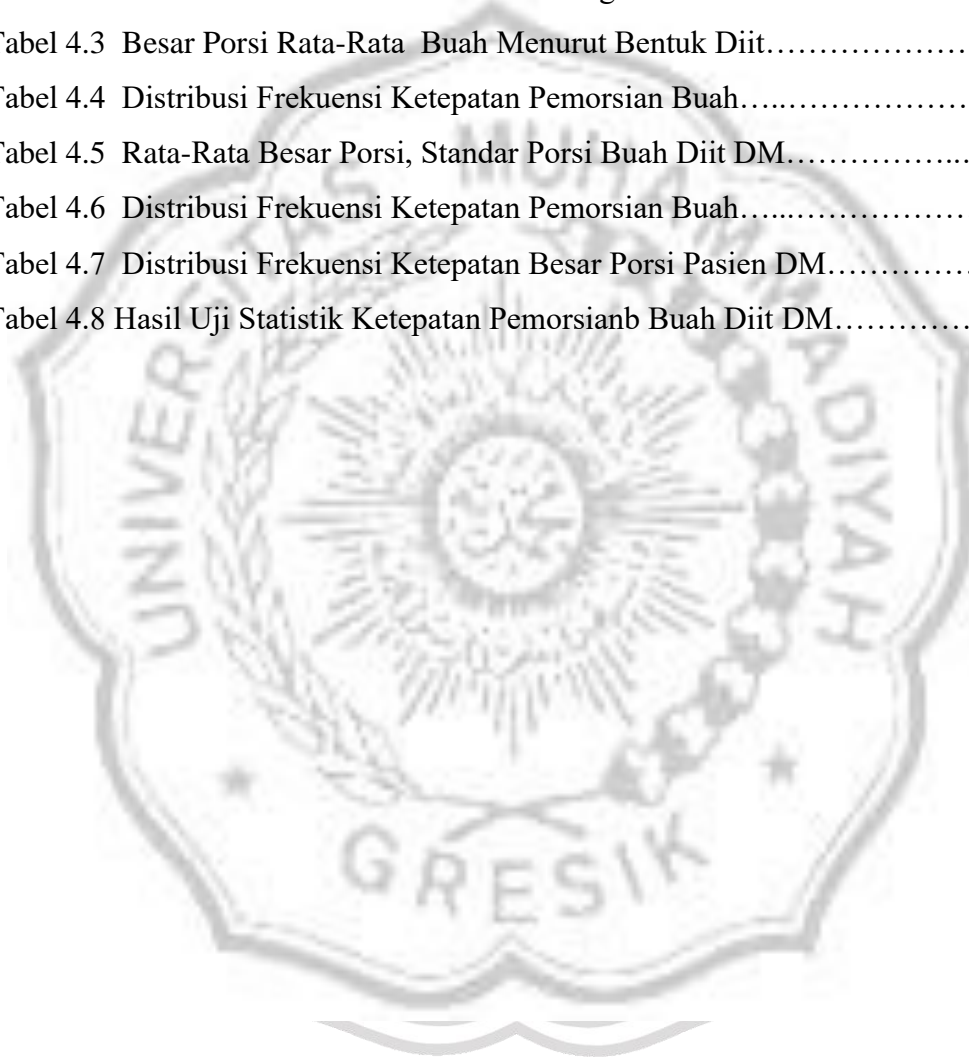 Tabel 4.3 Besar Porsi Rata-Rata Buah Menurut Bentuk Diit…………………
Tabel 4.4 Distribusi Frekuensi Ketepatan Pemorsian Buah…..………………
Tabel 4.5 Rata-Rata Besar Porsi, Standar Porsi Buah Diit DM……………...
Tabel 4.6 Distribusi Frekuensi Ketepatan Pemorsian Buah…..………………
Tabel 4.7 Distribusi Frekuensi Ketepatan Besar Porsi Pasien DM……………
Tabel 4.8 Hasil Uji Statistik Ketepatan Pemorsianb Buah Diit DM……………
UNIVERSITAS MUHAMMADIYAH
GRESIK